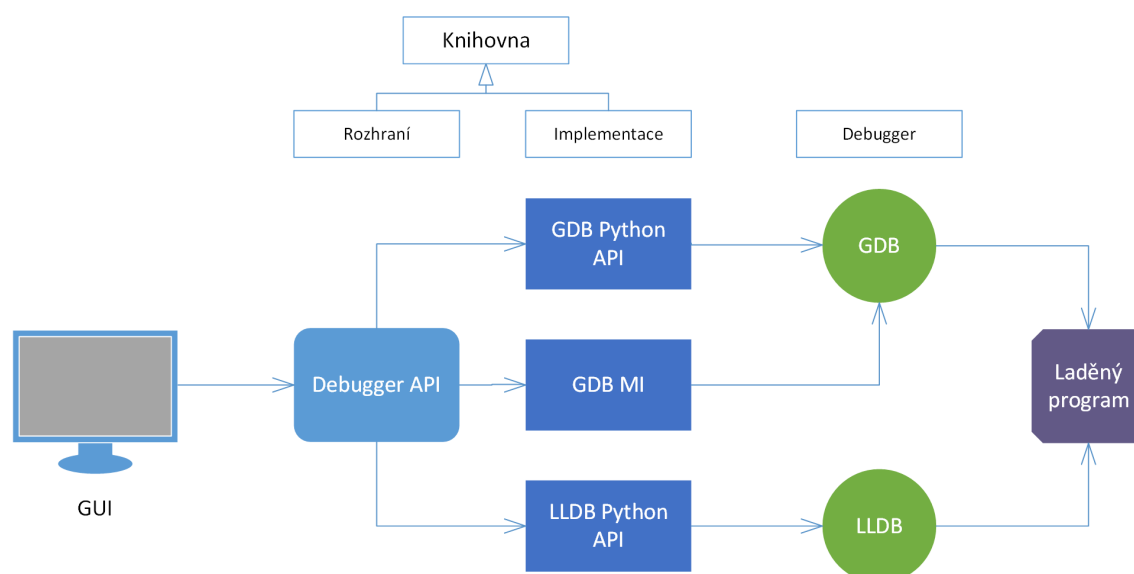 Knihovna
Rozhraní
Implementace
Debugger
GDB Python
API
GDB
Debugger API
GDB MI
Laděný
program
GUI
LLDB Python
API
LLDB